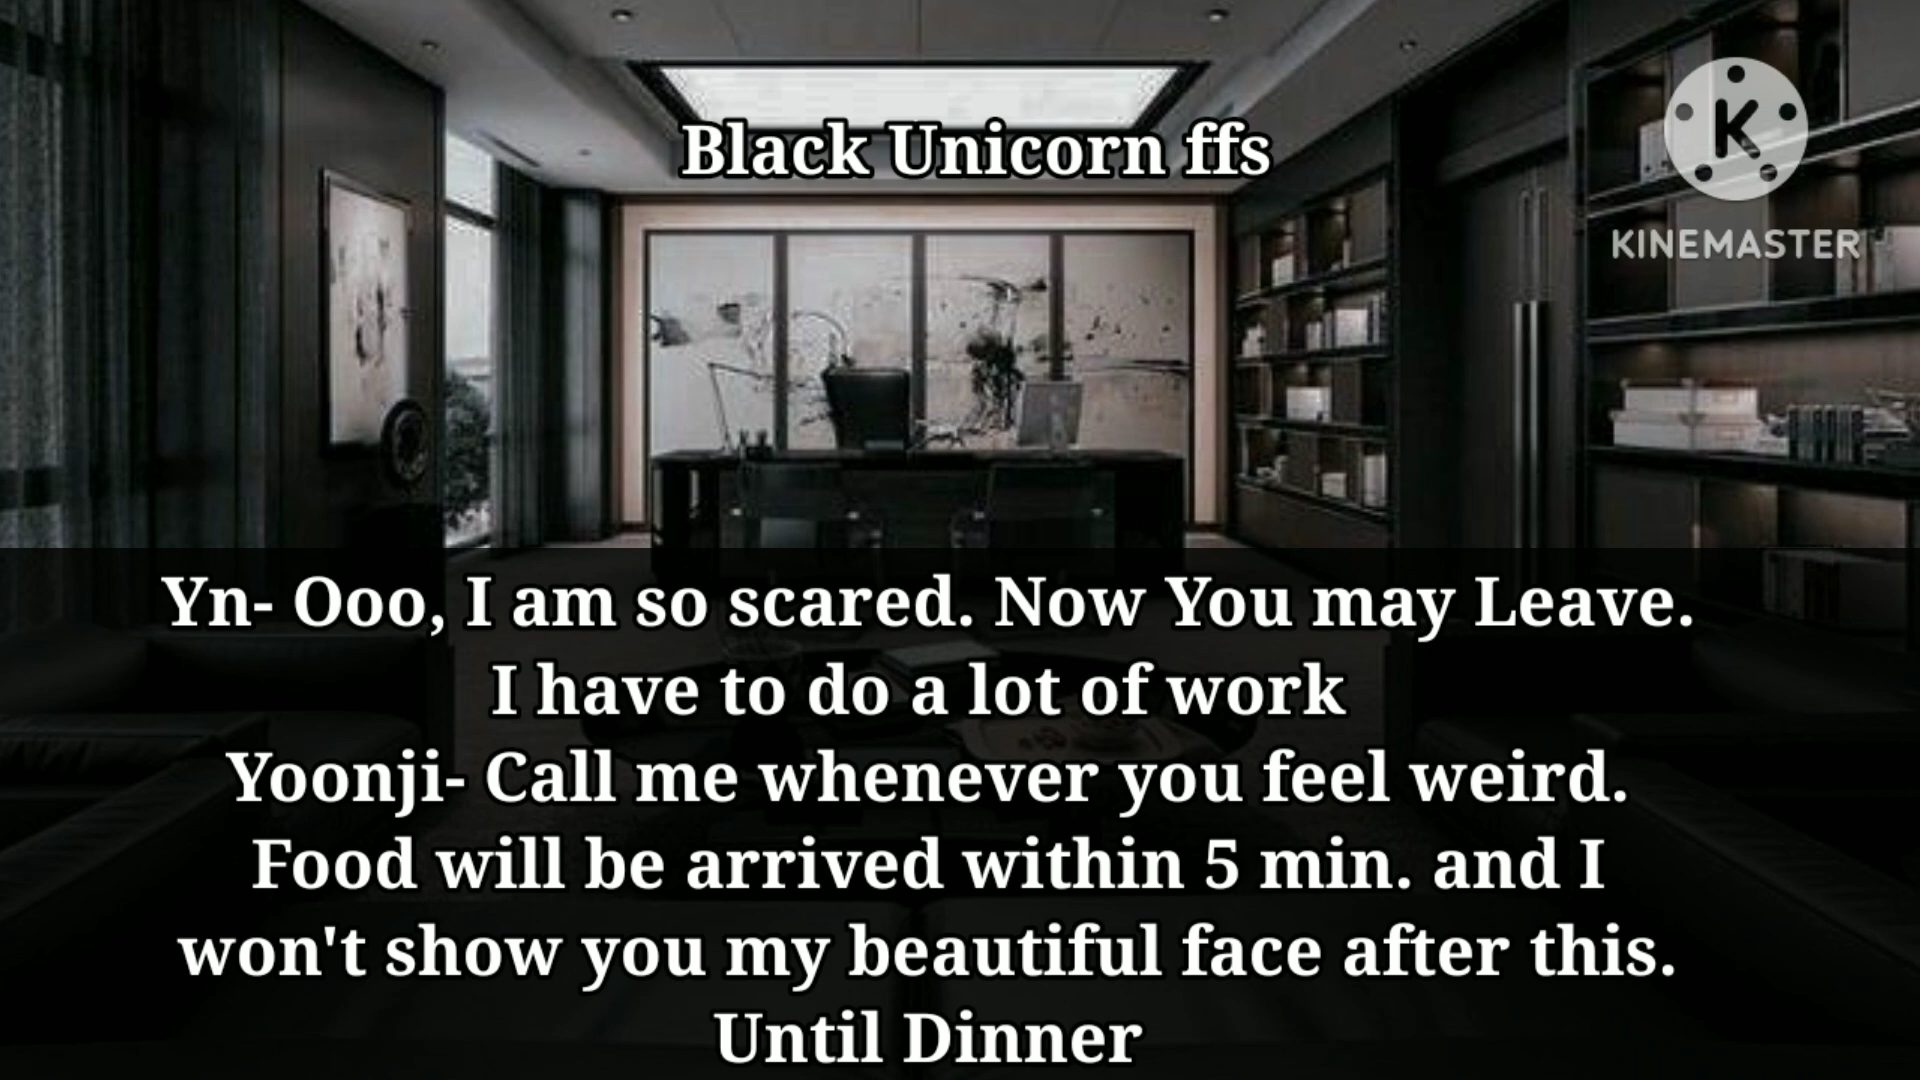 Black Unicorn ffs
K
KINEMASTER
Yn- Ooo, I am so scared. Now You may Leave.
I have to do a lot of work
Yoonji- Call me whenever you feel weird.
Food will be arrived within 5 min. and I
won't show you my beautiful face after this.
Until Dinner